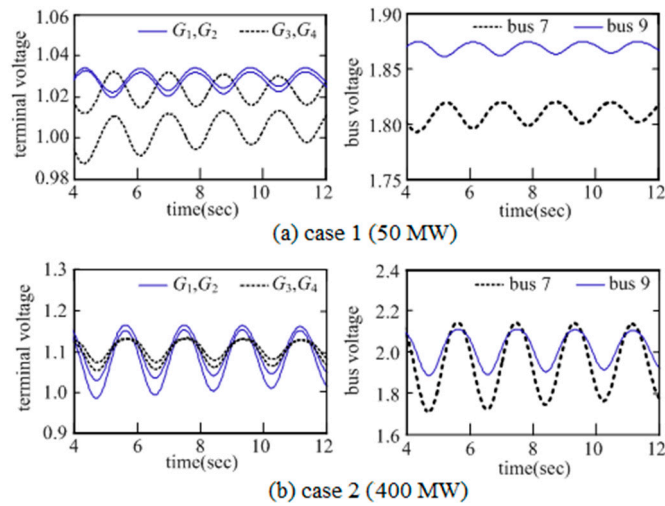 terminal voltage
1.06
1.04
1.02
1.00
0.98
G₁,G₂
G₃,G₄
4 6 8 10 12
time(sec)
bus voltage
1.90
1.85
1.80
1.75
bus 7
bus 9
4 6 8 10 12
time(sec)
(a) case 1 (50 MW)
terminal voltage
1.3
1.2
1.1
1.0
0.9
G₁,G₂
G₃,G₄
4 6 8 10 12
time(sec)
bus voltage
2.4
2.2
2.0
1.8
1.6
bus 7
bus 9
4 6 8 10 12
time(sec)
(b) case 2 (400 MW)